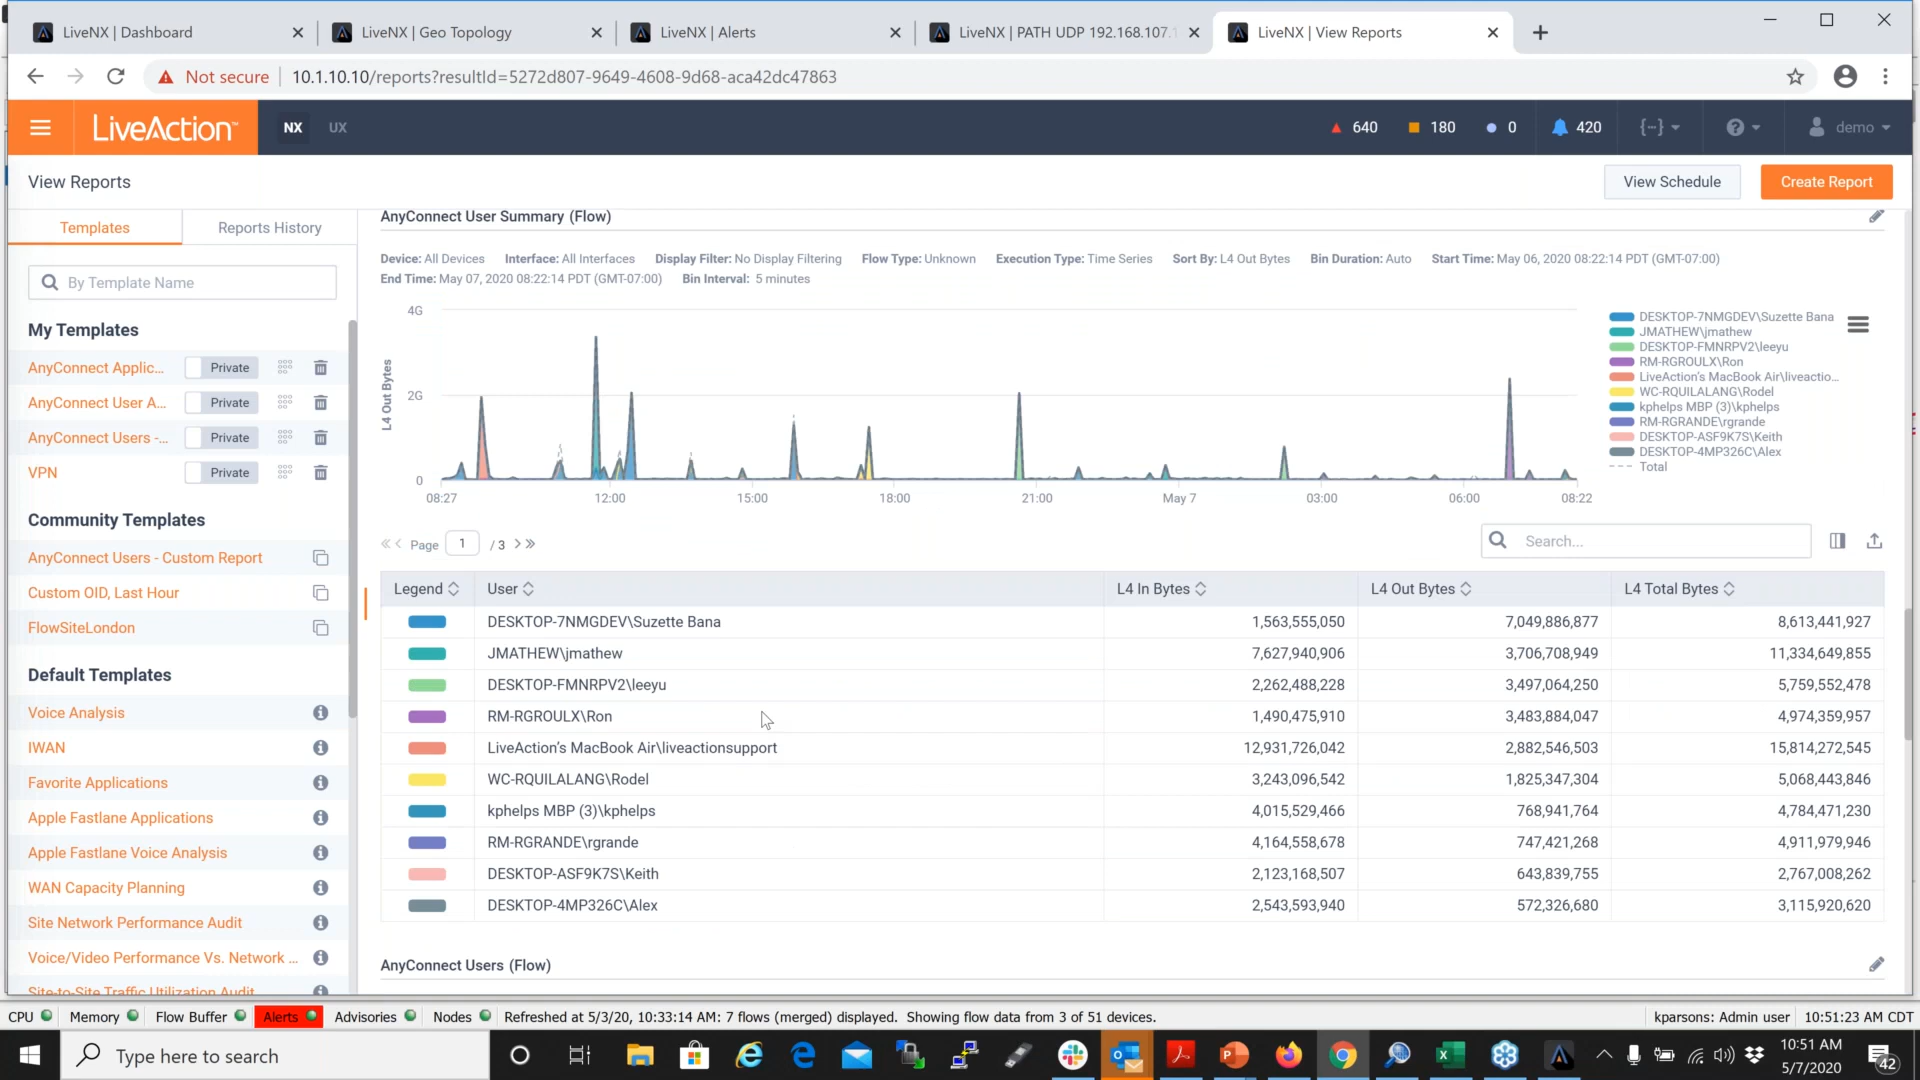 LiveNX | Dashboard
LiveNX | Geo Topology
LiveNX | Alerts
LiveNX | PATH UDP 192.168.107.1
LiveNX | View Reports
Not secure
10.1.10.10/reports?resultId=5272d807-9649-4608-9d68-aca42dc47863
LiveAction
NX UX
640 180 0 420 demo
View Reports
View Schedule
Create Report
Templates
Reports History
By Template Name
My Templates
AnyConnect Applic... Private
AnyConnect User A... Private
AnyConnect Users -... Private
VPN Private
Community Templates
AnyConnect Users - Custom Report
Custom OID, Last Hour
FlowSiteLondon
Default Templates
Voice Analysis
IWAN
Favorite Applications
Apple Fastlane Applications
Apple Fastlane Voice Analysis
WAN Capacity Planning
Site Network Performance Audit
Voice/Video Performance Vs. Network ...
Site-to-Site Traffic Utilization Audit
AnyConnect User Summary (Flow)
Device: All Devices Interface: All Interfaces Display Filter: No Display Filtering Flow Type: Unknown Execution Type: Time Series Sort By: L4 Out Bytes Bin Duration: Auto Start Time: May 06, 2020 08:22:14 PDT (GMT-07:00)
End Time: May 07, 2020 08:22:14 PDT (GMT-07:00) Bin Interval: 5 minutes
L4 Out Bytes
4G
2G
0
08:27 12:00 15:00 18:00 21:00 May 7 03:00 06:00 08:22
DESKTOP-7NMGDEV\Suzette Bana
JMATHEW\jmathew
DESKTOP-FMNRPV2\leeyu
RM-RGROULX\Ron
LiveAction's MacBook Air\liveactio...
WC-RQUILALANG\Rodel
kphelps MBP (3)\kphelps
RM-RGRANDE\rgrande
DESKTOP-ASF9K7S\Keith
DESKTOP-4MP326C\Alex
Total
Page 1 / 3
Search...
Legend User L4 In Bytes L4 Out Bytes L4 Total Bytes
DESKTOP-7NMGDEV\Suzette Bana 1,563,555,050 7,049,886,877 8,613,441,927
JMATHEW\jmathew 7,627,940,906 3,706,708,949 11,334,649,855
DESKTOP-FMNRPV2\leeyu 2,262,488,228 3,497,064,250 5,759,552,478
RM-RGROULX\Ron 1,490,475,910 3,483,884,047 4,974,359,957
LiveAction's MacBook Air\liveactionsupport 12,931,726,042 2,882,546,503 15,814,272,545
WC-RQUILALANG\Rodel 3,243,096,542 1,825,347,304 5,068,443,846
kphelps MBP (3)\kphelps 4,015,529,466 768,941,764 4,784,471,230
RM-RGRANDE\rgrande 4,164,558,678 747,421,268 4,911,979,946
DESKTOP-ASF9K7S\Keith 2,123,168,507 643,839,755 2,767,008,262
DESKTOP-4MP326C\Alex 2,543,593,940 572,326,680 3,115,920,620
AnyConnect Users (Flow)
CPU Memory Flow Buffer Alerts Advisories Nodes Refreshed at 5/3/20, 10:33:14 AM: 7 flows (merged) displayed. Showing flow data from 3 of 51 devices. kparsons: Admin user 10:51:23 AM CDT
Type here to search
10:51 AM
5/7/2020
42